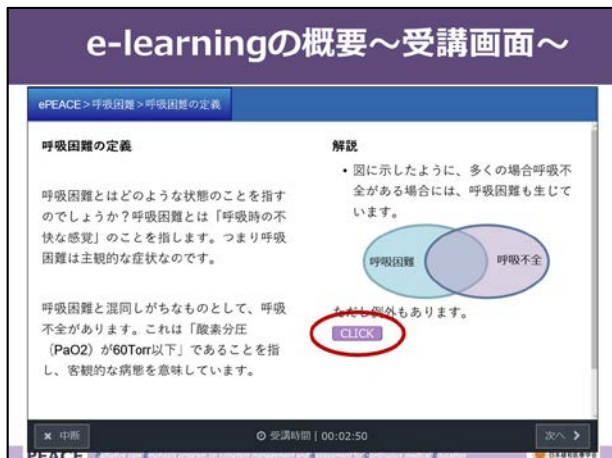 e-learningの概要～受講画面～
ePEACE＞呼吸困難＞呼吸困難の定義
呼吸困難の定義
呼吸困難とはどのような状態のことを指す
のでしょうか？呼吸困難とは「呼吸時の不
快な感覚」のことを指します。つまり呼吸
困難は主観的な症状なのです。
呼吸困難と混同しがちなものとして、呼吸
不全があります。これは「酸素分圧
（PaO2）が60Torr以下」であることを指
し、客観的な病態を意味しています。
解説
・図に示したように、多くの場合呼吸不
全がある場合には、呼吸困難も生じて
います。
呼吸困難
呼吸不全
ただし例外もあります。
CLICK
× 中断
受講時間 | 00:02:50
次へ
PEACE
日本緩和医療学会